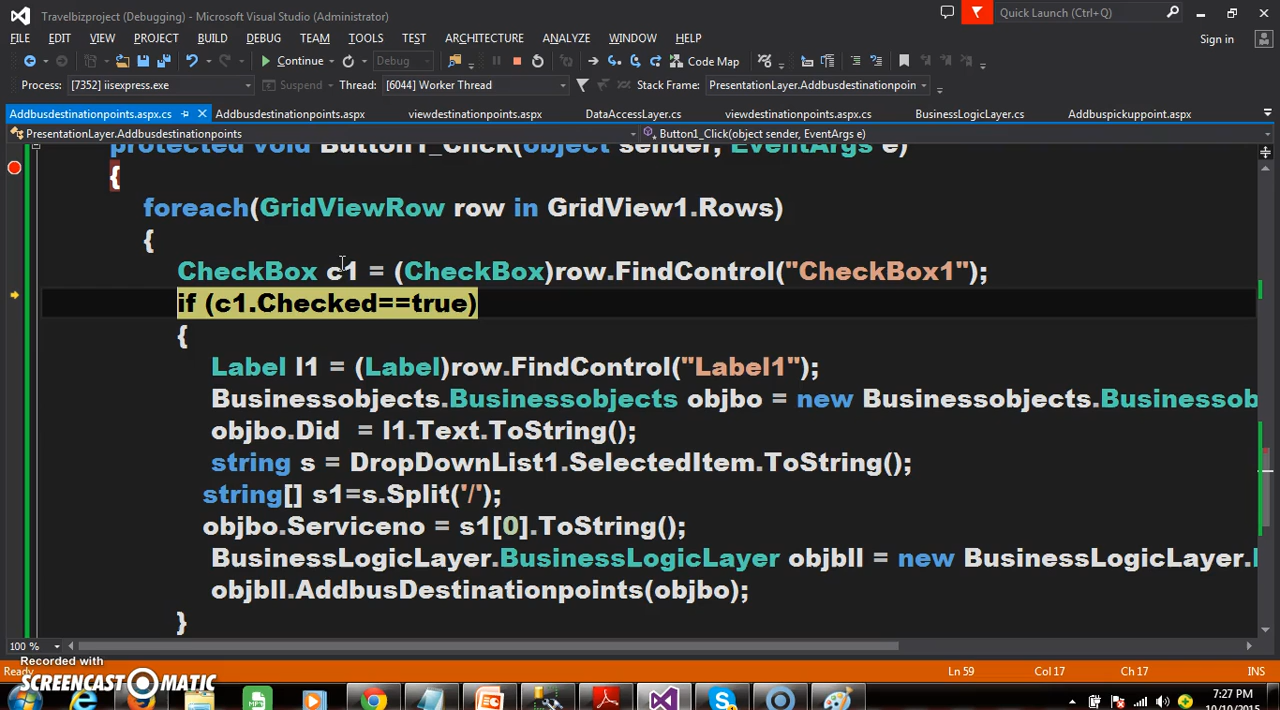 Travelbizproject (Debugging) - Microsoft Visual Studio (Administrator)
Quick Launch (Ctrl+Q)
FILE EDIT VIEW PROJECT BUILD DEBUG TEAM TOOLS TEST ARCHITECTURE ANALYZE WINDOW HELP
Sign in
Continue Debug Code Map
Process: [7352] iisexpress.exe Suspend Thread: [6044] Worker Thread Stack Frame: PresentationLayer.Addbusdestinationpoin
Addbusdestinationpoints.aspx.cs Addbusdestinationpoints.aspx viewdestinationpoints.aspx DataAccessLayer.cs viewdestinationpoints.aspx.cs BusinessLogicLayer.cs Addbuspickuppoint.aspx
PresentationLayer.Addbusdestinationpoints Button1_Click(object sender, EventArgs e)
protected void Button1_Click(object sender, EventArgs e)
{
foreach(GridViewRow row in GridView1.Rows)
{
CheckBox c1 = (CheckBox)row.FindControl("CheckBox1");
if (c1.Checked==true)
{
Label l1 = (Label)row.FindControl("Label1");
Businessobjects.Businessobjects objbo = new Businessobjects.Businessob
objbo.Did = l1.Text.ToString();
string s = DropDownList1.SelectedItem.ToString();
string[] s1=s.Split('/');
objbo.Serviceno = s1[0].ToString();
BusinessLogicLayer.BusinessLogicLayer objbll = new BusinessLogicLayer.
objbll.AddbusDestinationpoints(objbo);
}
100 %
Recorded with
Ready Ln 59 Col 17 Ch 17 INS
SCREENCAST MATIC
7:27 PM
10/10/2015